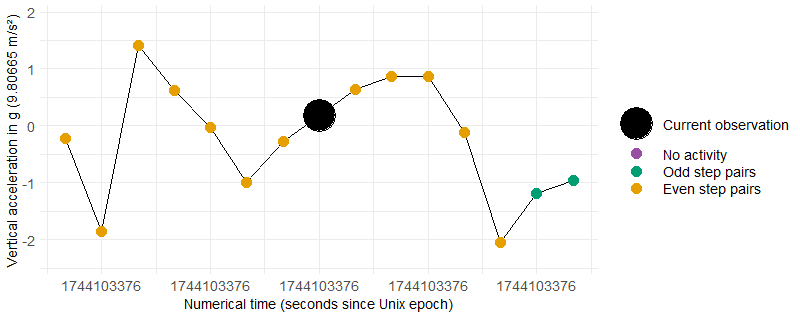 Vertical acceleration in g (9.80665 m/s²)
2
1
0
-1
-2
1744103376 1744103376 1744103376 1744103376 1744103376
Numerical time (seconds since Unix epoch)
Current observation
No activity
Odd step pairs
Even step pairs